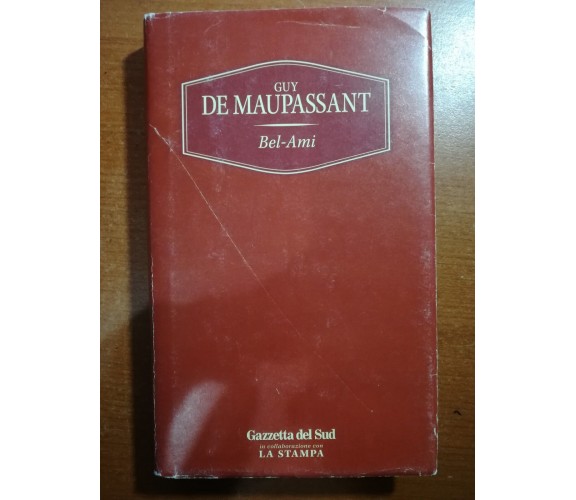 GUY
DE MAUPASSANT
Bel-Ami
Gazzetta del Sud
in collaborazione con
LA STAMPA